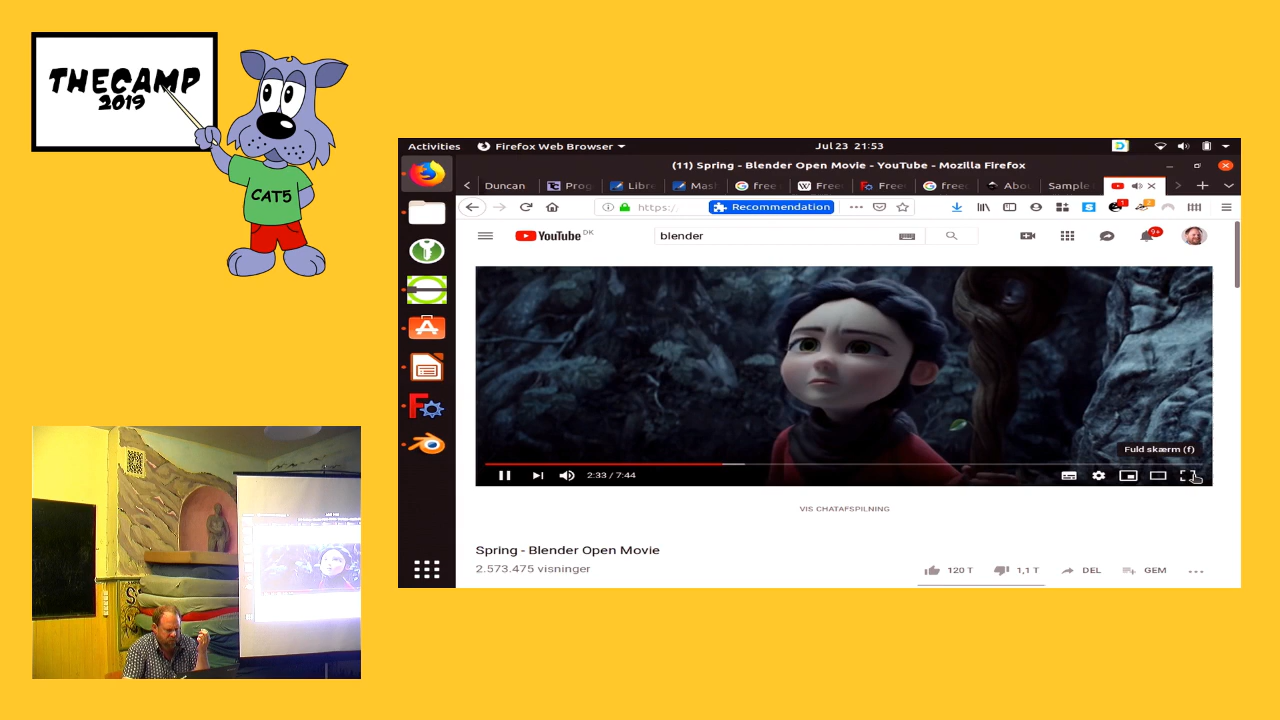 THECAMP
2019
CAT5
Activities Firefox Web Browser Jul 23 21:53
(11) Spring - Blender Open Movie - YouTube - Mozilla Firefox
Duncan Prog Libre Mast free Free Free free Abo Sample
https:// Recommendation
YouTube DK blender 9+
Fuld skærm (f)
2:33 / 7:44
VIS CHATAFSPILNING
Spring - Blender Open Movie
2.573.475 visninger 120 T 1,1 T DEL GEM